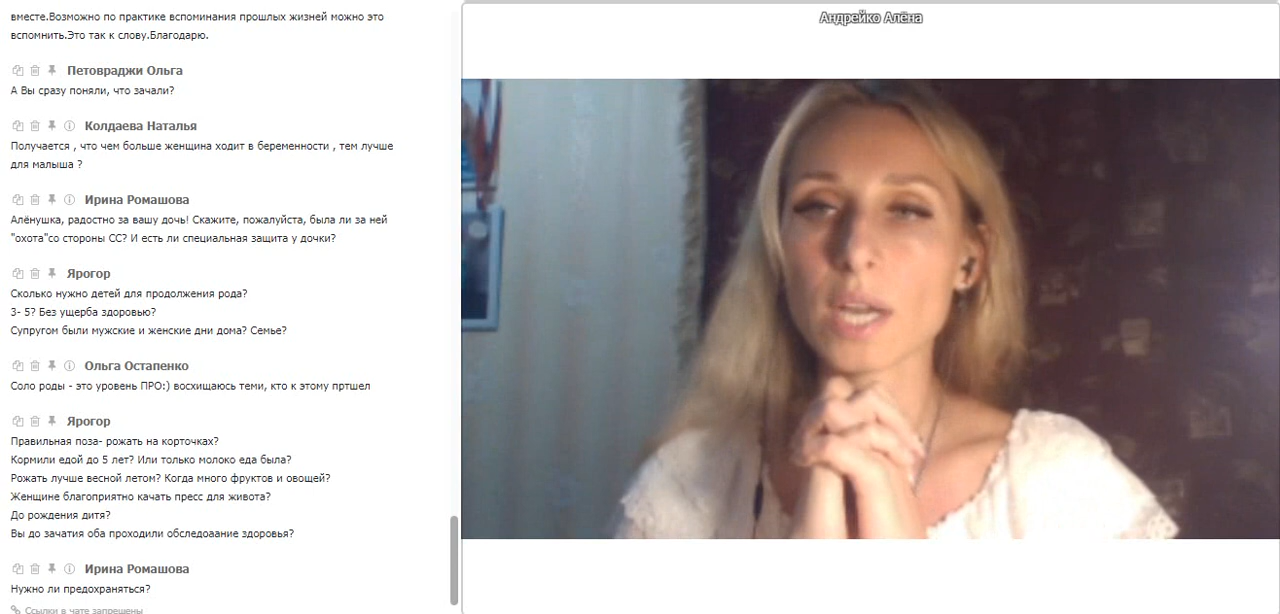 вместе.Возможно по практике вспоминания прошлых жизней можно это
вспомнить.Это так к слову.Благодарю.
Петовраджи Ольга
А Вы сразу поняли, что зачали?
Колдаева Наталья
Получается , что чем больше женщина ходит в беременности , тем лучше
для малыша ?
Ирина Ромашова
Алёнушка, радостно за вашу дочь! Скажите, пожалуйста, была ли за ней
"охота"со стороны СС? И есть ли специальная защита у дочки?
Ярогор
Сколько нужно детей для продолжения рода?
3- 5? Без ущерба здоровью?
Супругом были мужские и женские дни дома? Семье?
Ольга Остапенко
Соло роды - это уровень ПРО:) восхищаюсь теми, кто к этому пртшел
Ярогор
Правильная поза- рожать на корточках?
Кормили едой до 5 лет? Или только молоко еда была?
Рожать лучше весной летом? Когда много фруктов и овощей?
Женщине благоприятно качать пресс для живота?
До рождения дитя?
Вы до зачатия оба проходили обследоаание здоровья?
Ирина Ромашова
Нужно ли предохраняться?
Ссылки в чате запрещены
Андрейко Алёна